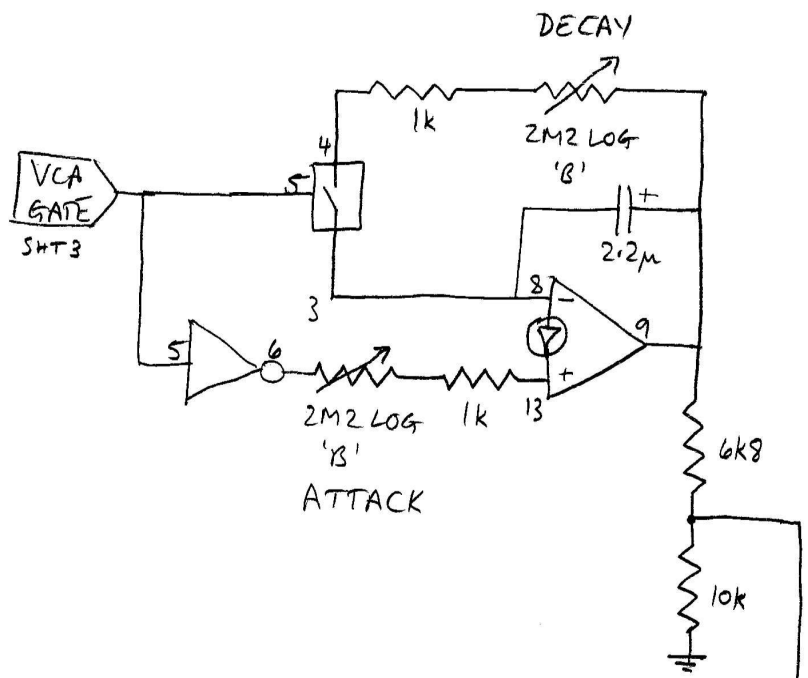 DECAY
1k
2M2 LOG
'B'
4
5
VCA
GATE
SHT3
+
2.2μ
3
8
-
9
5
6
+
13
2M2 LOG
'B'
1k
ATTACK
6k8
10k